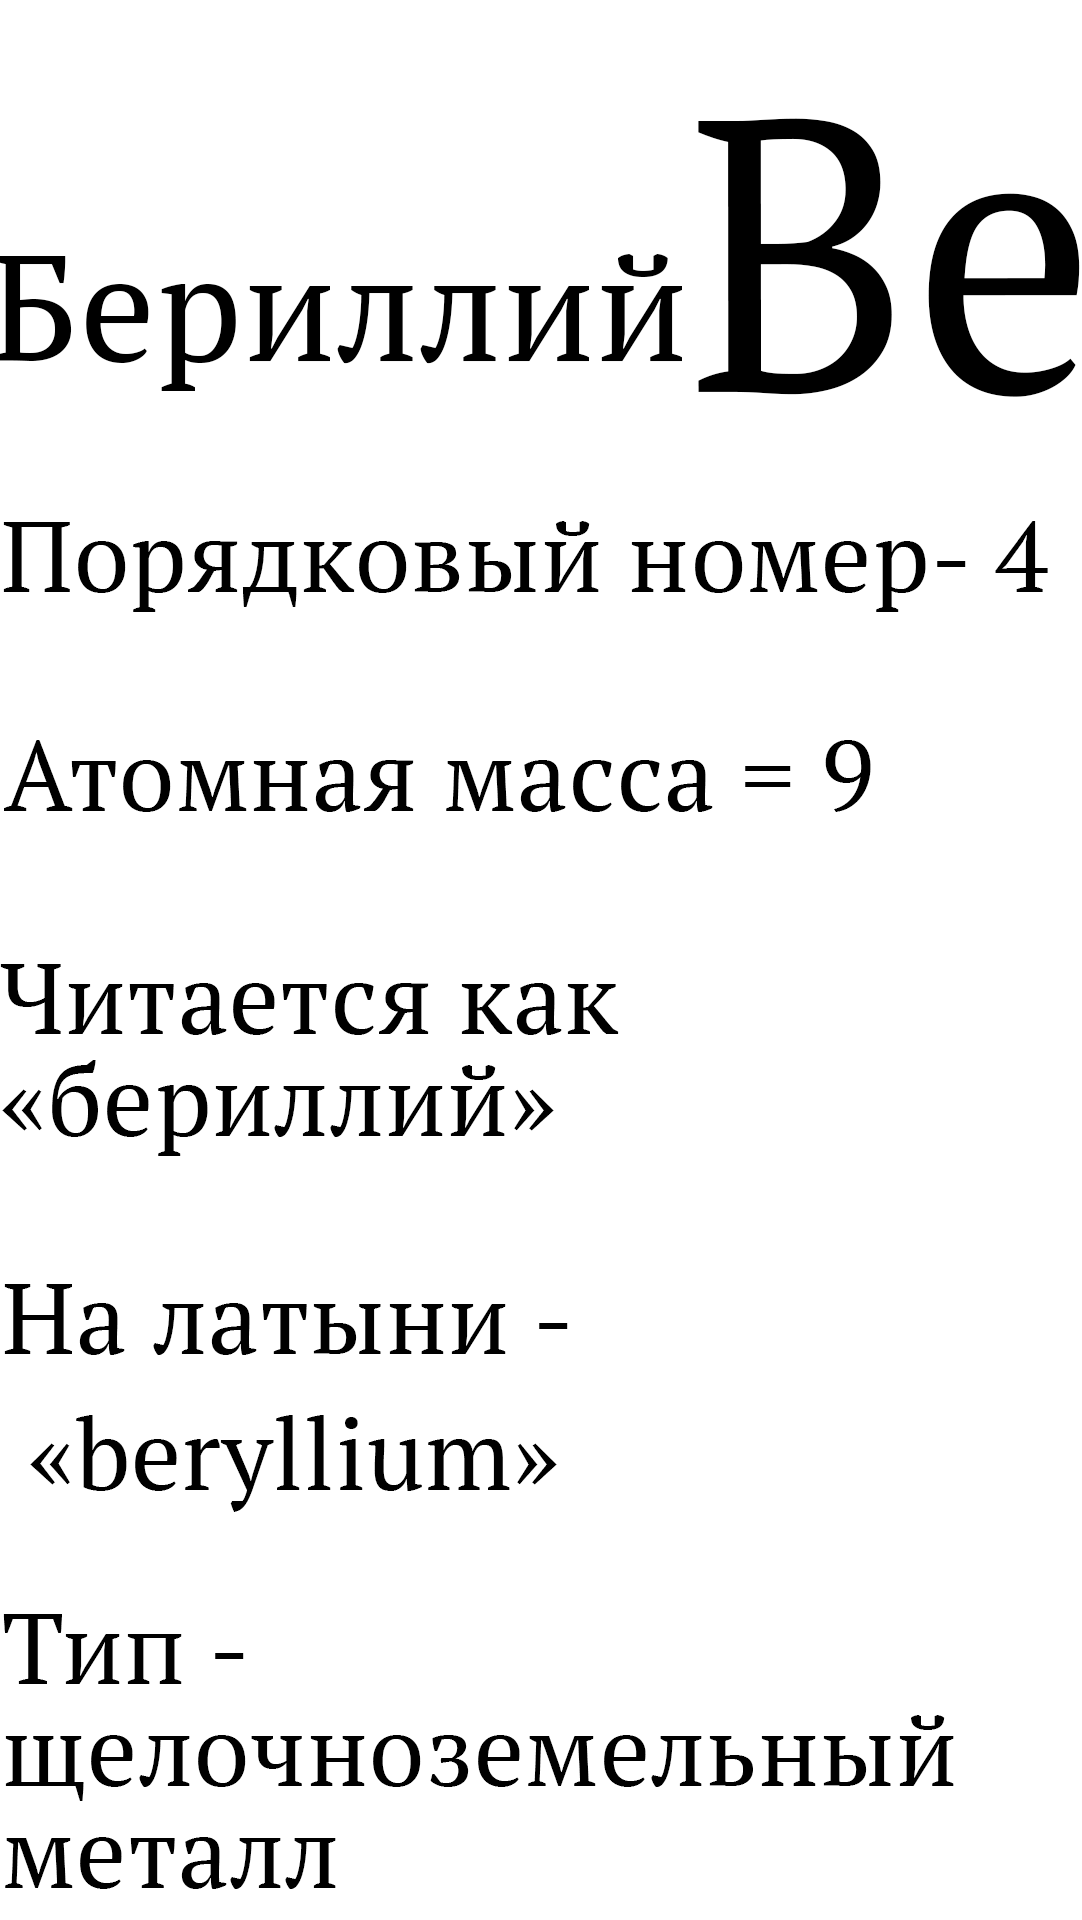 Бериллий Be
Порядковый номер- 4
Атомная масса = 9
Читается как
«бериллий»
На латыни -
«beryllium»
Тип -
щелочноземельный
металл